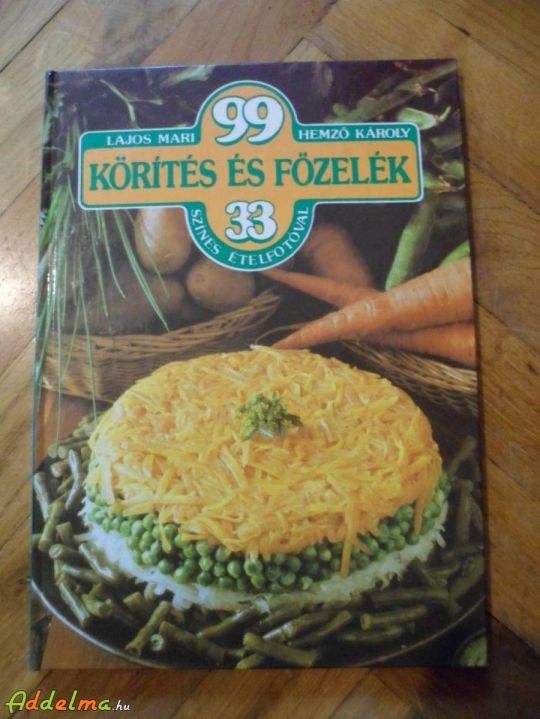 99
LAJOS MARI HEMZŐ KÁROLY
KÖRÍTÉS ÉS FŐZELÉK
33
SZÍNES ÉTELFOTÓVAL
Addelma.hu